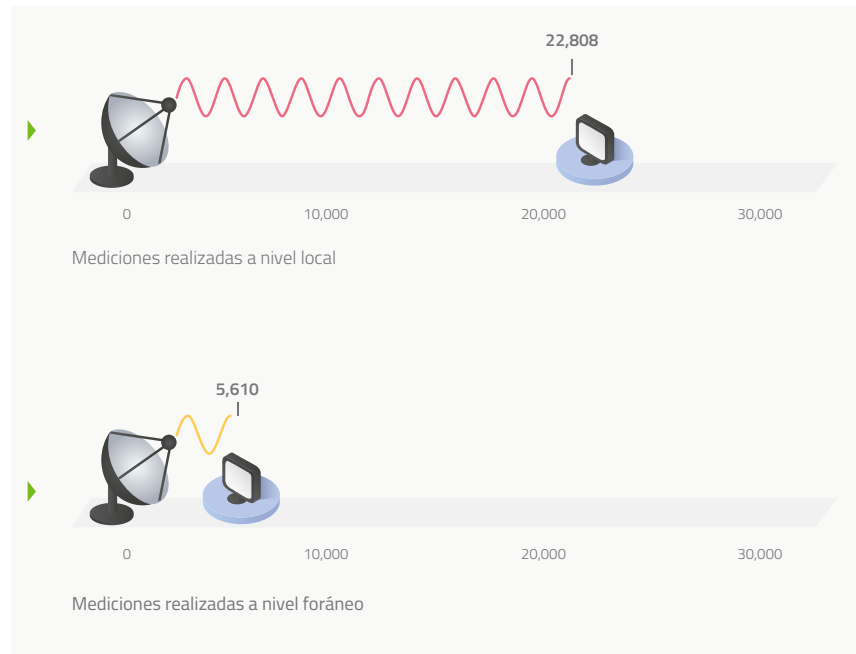 22,808
0 10,000 20,000 30,000
Mediciones realizadas a nivel local
5,610
0 10,000 20,000 30,000
Mediciones realizadas a nivel foráneo